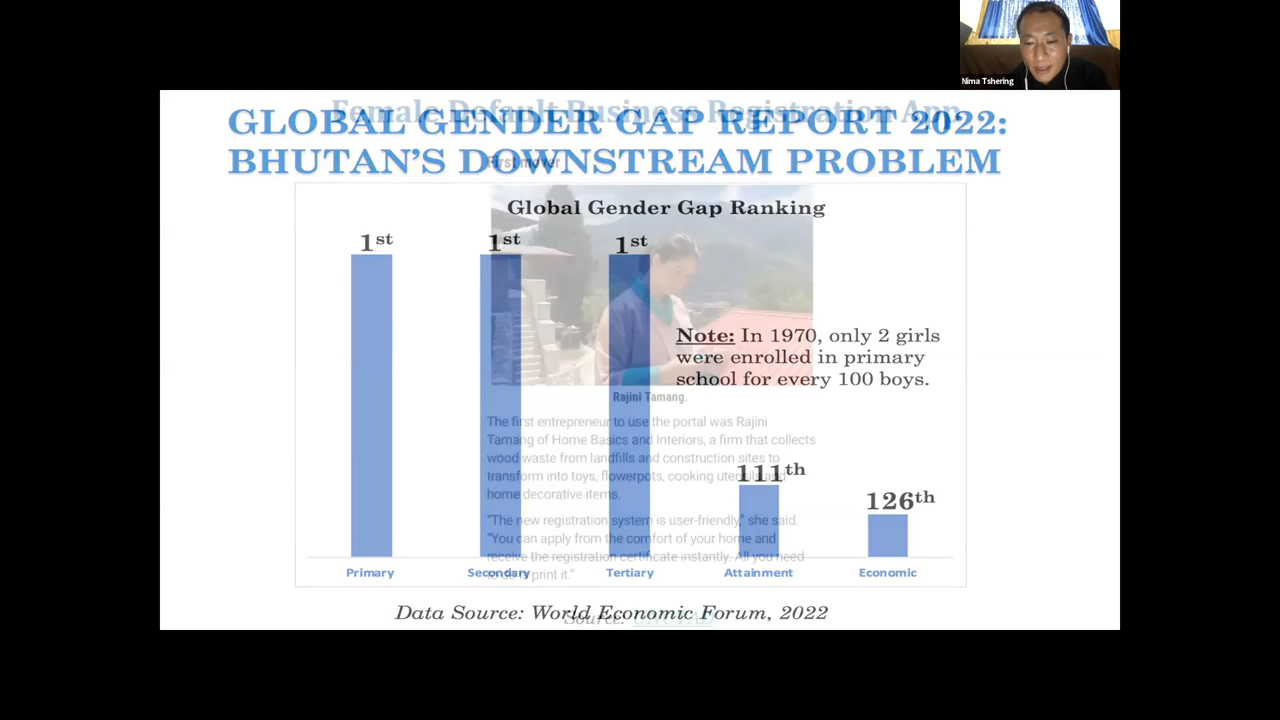 Nima Tshering
Female Default Business Registration App
GLOBAL GENDER GAP REPORT 2022:
BHUTAN'S DOWNSTREAM PROBLEM
First mover
Global Gender Gap Ranking
1st
1st
1st
Note: In 1970, only 2 girls
were enrolled in primary
school for every 100 boys.
Rajini Tamang.
The first entrepreneur to use the portal was Rajini
Tamang of Home Basics and Interiors, a firm that collects
wood waste from landfills and construction sites to
transform into toys, flowerpots, cooking utensils and
home decorative items.
111th
126th
"The new registration system is user-friendly," she said.
"You can apply from the comfort of your home and
receive the registration certificate instantly. All you need
to do is print it."
Primary
Secondary
Tertiary
Attainment
Economic
Data Source: World Economic Forum, 2022
Source: UNCTAD